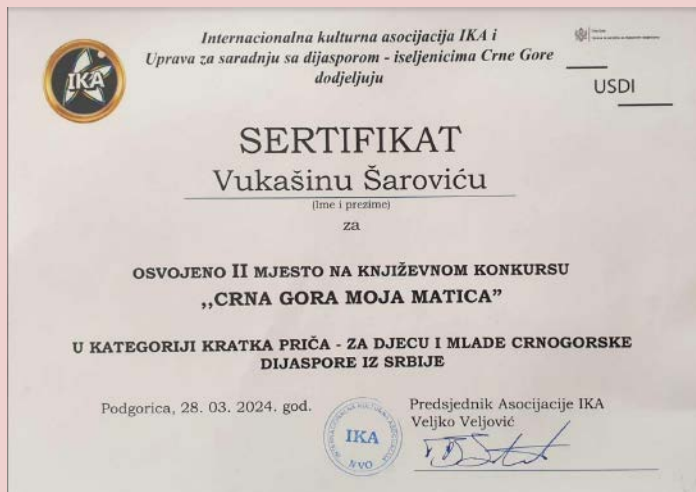 Internacionalna kulturna asocijacija IKA i
Uprava za saradnju sa dijasporom - iseljenicima Crne Gore
dodjeljuju
IKA
USDI
SERTIFIKAT
Vukašinu Šaroviću
(Ime i prezime)
za
OSVOJENO II MJESTO NA KNJIŽEVNOM KONKURSU
,,CRNA GORA MOJA MATICA”
U KATEGORIJI KRATKA PRIČA - ZA DJECU I MLADE CRNOGORSKE
DIJASPORE IZ SRBIJE
Podgorica, 28. 03. 2024. god.
Predsjednik Asocijacije IKA
Veljko Veljović
IKA
NVO